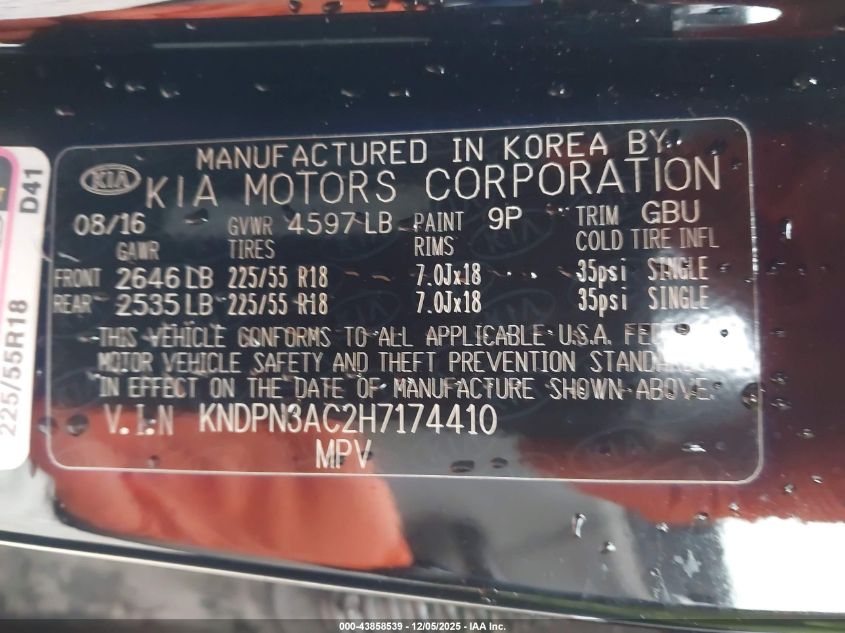 MANUFACTURED IN KOREA BY
KIA KIA MOTORS CORPORATION
08/16 GVWR 4597 LB PAINT 9P TRIM GBU
GAWR TIRES RIMS COLD TIRE INFL
FRONT 2646 LB 225/55 R18 7.0Jx18 35psi SINGLE
REAR 2535 LB 225/55 R18 7.0Jx18 35psi SINGLE
THIS VEHICLE CONFORMS TO ALL APPLICABLE U.S.A.
MOTOR VEHICLE SAFETY AND THEFT PREVENTION
IN EFFECT ON THE DATE OF MANUFACTURE SHOWN ABOVE.
V.I.N KNDPN3AC2H7174410
MPV
D41
225/55R18
000-43858539 - 12/05/2025 - IAA Inc.